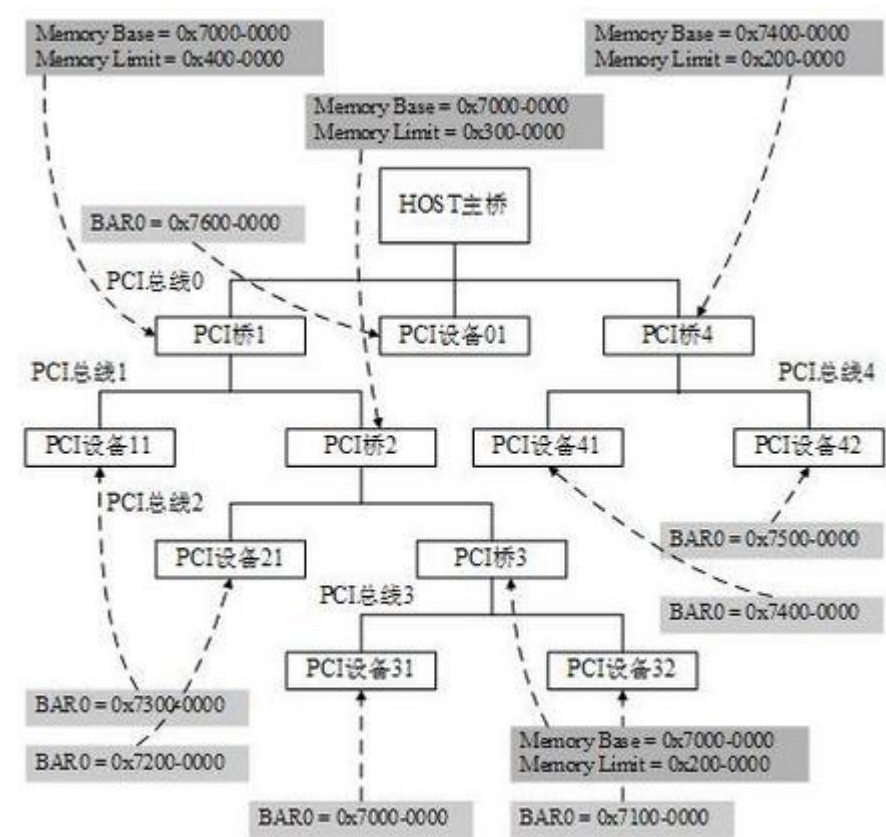 Memory Base = 0x7000-0000
Memory Limit = 0x400-0000
Memory Base = 0x7400-0000
Memory Limit = 0x200-0000
Memory Base = 0x7000-0000
Memory Limit = 0x300-0000
HOST主桥
BAR0 = 0x7600-0000
PCI总线0
PCI桥1
PCI设备01
PCI桥4
PCI总线1
PCI总线4
PCI设备11
PCI桥2
PCI设备41
PCI设备42
PCI总线2
BAR0 = 0x7500-0000
PCI设备21
PCI桥3
PCI总线3
BAR0 = 0x7400-0000
PCI设备31
PCI设备32
BAR0 = 0x7300-0000
BAR0 = 0x7200-0000
Memory Base = 0x7000-0000
Memory Limit = 0x200-0000
BAR0 = 0x7000-0000
BAR0 = 0x7100-0000